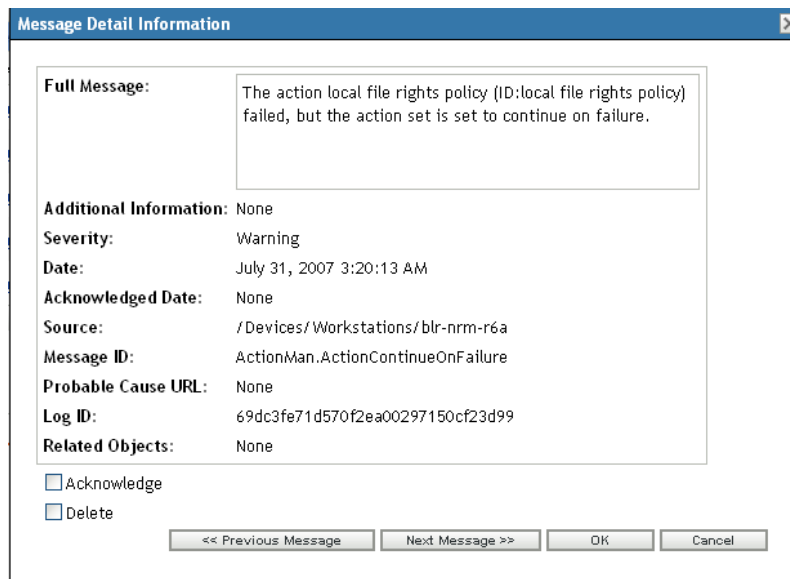 Message Detail Information
Full Message:
The action local file rights policy (ID:local file rights policy)
failed, but the action set is set to continue on failure.
Additional Information: None
Severity: Warning
Date: July 31, 2007 3:20:13 AM
Acknowledged Date: None
Source: /Devices/Workstations/blr-nrm-r6a
Message ID: ActionMan.ActionContinueOnFailure
Probable Cause URL: None
Log ID: 69dc3fe71d570f2ea00297150cf23d99
Related Objects: None
Acknowledge
Delete
<< Previous Message Next Message >> OK Cancel